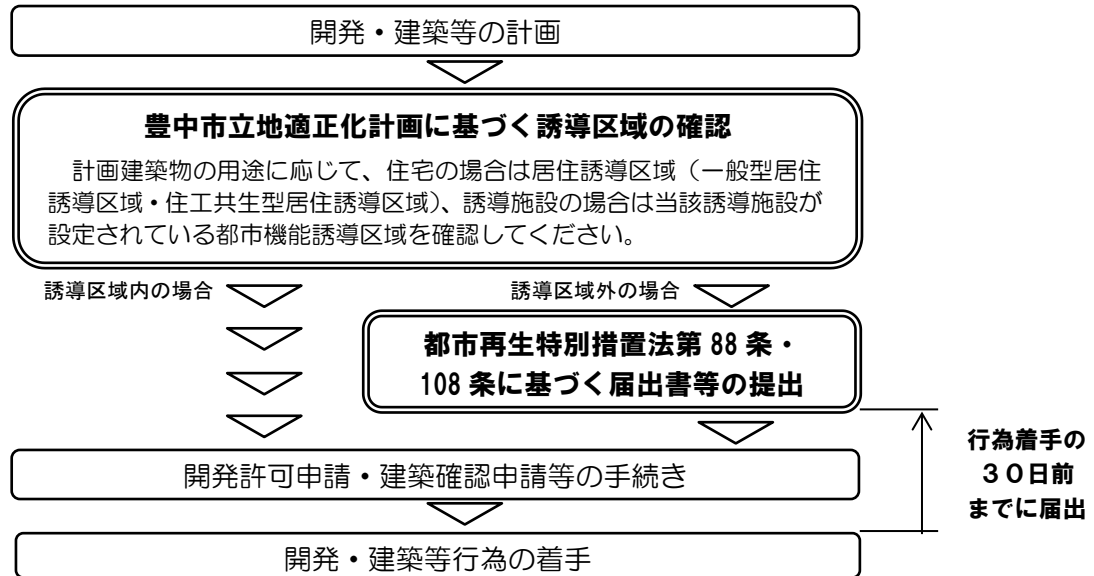 開発・建築等の計画
豊中市立地適正化計画に基づく誘導区域の確認
計画建築物の用途に応じて、住宅の場合は居住誘導区域（一般型居住
誘導区域・住工共生型居住誘導区域）、誘導施設の場合は当該誘導施設が
設定されている都市機能誘導区域を確認してください。
誘導区域内の場合
誘導区域外の場合
都市再生特別措置法第 88 条・
108 条に基づく届出書等の提出
開発許可申請・建築確認申請等の手続き
開発・建築等行為の着手
行為着手の
３０日前
までに届出